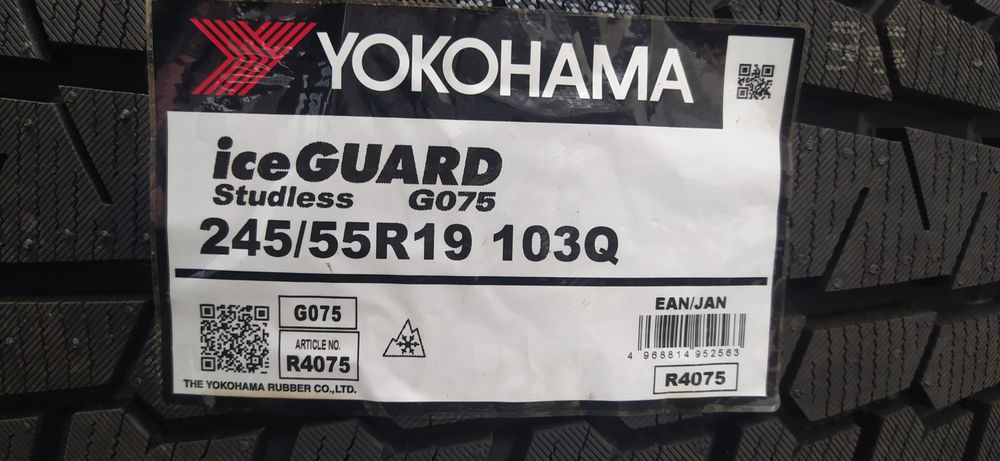 YOKOHAMA
iceGUARD
Studless G075
245/55R19 103Q
G075
ARTICLE NO.
R4075
THE YOKOHAMA RUBBER CO.,LTD.
EAN/JAN
4 968814 952563
R4075